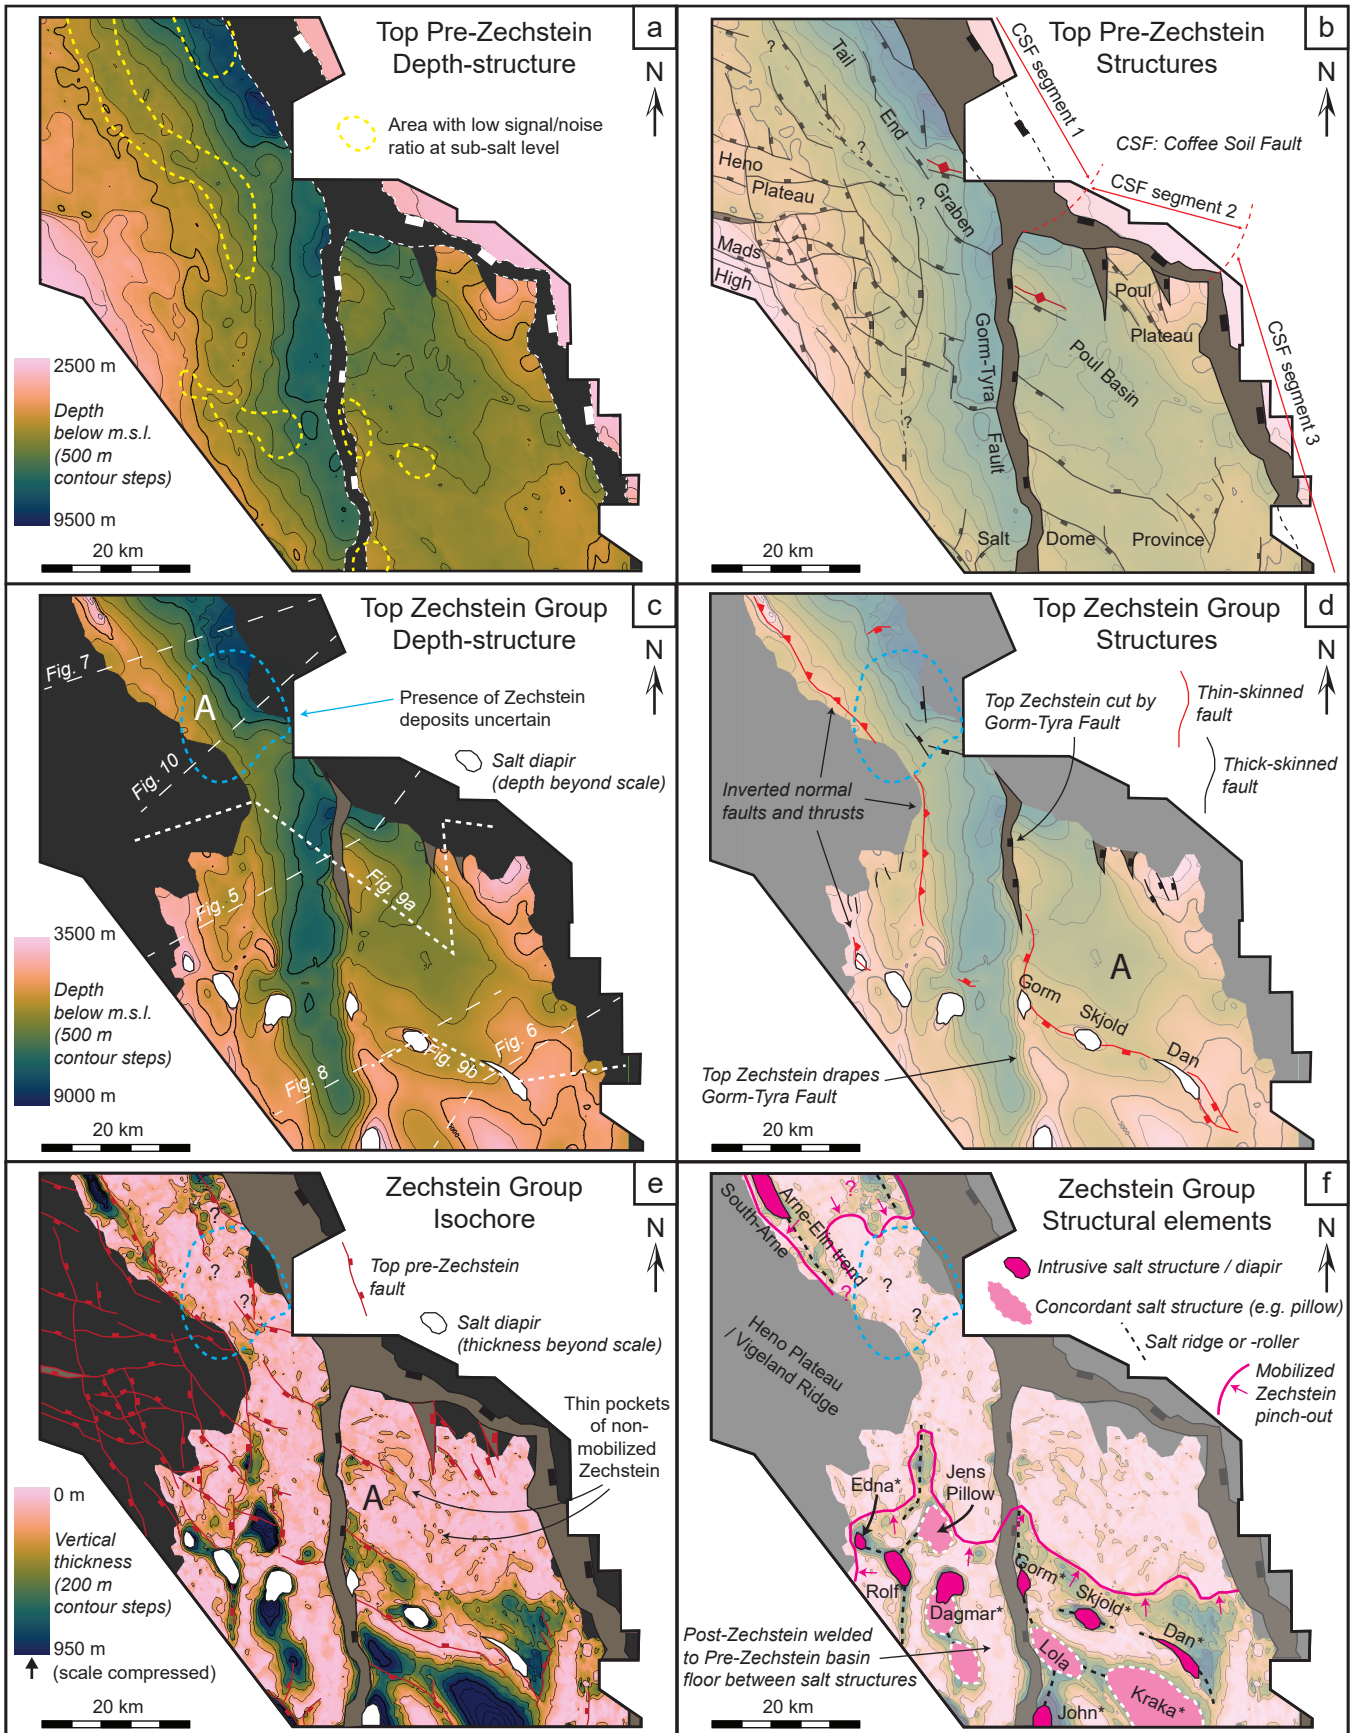 a
Top Pre-Zechstein
Depth-structure
N
Area with low signal/noise
ratio at sub-salt level
2500 m
Depth
below m.s.l.
(500 m
contour steps)
9500 m
20 km
b
Top Pre-Zechstein
Structures
N
CSF segment 1
CSF: Coffee Soil Fault
CSF segment 2
CSF segment 3
?
Tail
End
Graben
?
?
?
Heno
Plateau
Mads
High
Poul
Plateau
Poul Basin
Gorm-Tyra
Fault
Salt
Dome
Province
20 km
c
Top Zechstein Group
Depth-structure
N
Fig. 7
A
Presence of Zechstein
deposits uncertain
Fig. 10
Salt diapir
(depth beyond scale)
Fig. 5
Fig. 9a
3500 m
Depth
below m.s.l.
(500 m
contour steps)
9000 m
Fig. 8
Fig. 9b
Fig. 6
20 km
d
Top Zechstein Group
Structures
N
Top Zechstein cut by
Gorm-Tyra Fault
Thin-skinned
fault
Thick-skinned
fault
Inverted normal
faults and thrusts
A
Gorm
Skjold
Dan
Top Zechstein drapes
Gorm-Tyra Fault
20 km
e
Zechstein Group
Isochore
N
?
?
?
Top pre-Zechstein
fault
Salt diapir
(thickness beyond scale)
Thin pockets
of non-
mobilized
Zechstein
A
0 m
Vertical
thickness
(200 m
contour steps)
950 m
(scale compressed)
20 km
f
Zechstein Group
Structural elements
N
South-Arne
Arne-Elin trend
?
?
?
?
Intrusive salt structure / diapir
Concordant salt structure (e.g. pillow)
Salt ridge or -roller
Mobilized
Zechstein
pinch-out
Heno Plateau
/ Vigeland Ridge
Edna*
Jens
Pillow
Rolf
Dagmar*
Gorm*
Skjold*
Dan*
Post-Zechstein welded
to Pre-Zechstein basin
floor between salt structures
Lola
Kraka*
John*
20 km